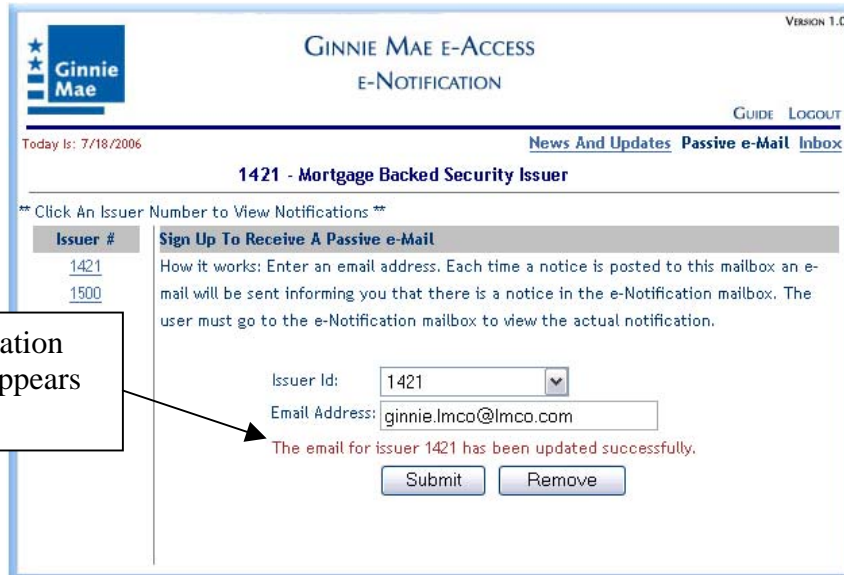 VERSION 1.0
Ginnie Mae
GINNIE MAE E-ACCESS
E-NOTIFICATION
GUIDE LOGOUT
Today Is: 7/18/2006
News And Updates Passive e-Mail Inbox
1421 - Mortgage Backed Security Issuer
** Click An Issuer Number to View Notifications **
Issuer #
1421
1500
Sign Up To Receive A Passive e-Mail
How it works: Enter an email address. Each time a notice is posted to this mailbox an e-
mail will be sent informing you that there is a notice in the e-Notification mailbox. The
user must go to the e-Notification mailbox to view the actual notification.
Issuer Id: 1421
Email Address: ginnie.lmco@lmco.com
The email for issuer 1421 has been updated successfully.
Submit Remove